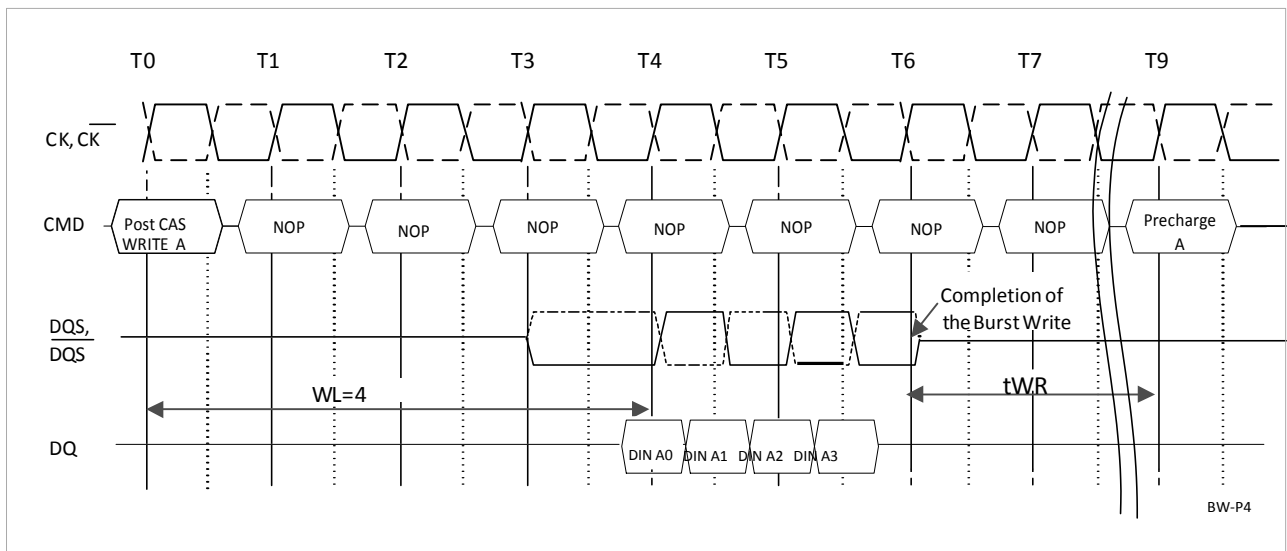 T0 T1 T2 T3 T4 T5 T6 T7 T9
CK, CK
CMD
Post CAS
WRITE A
NOP NOP NOP NOP NOP NOP NOP
Precharge
A
DQS,
DQS
Completion of
the Burst Write
WL=4
tWR
DQ
DIN A0 DIN A1 DIN A2 DIN A3
BW-P4